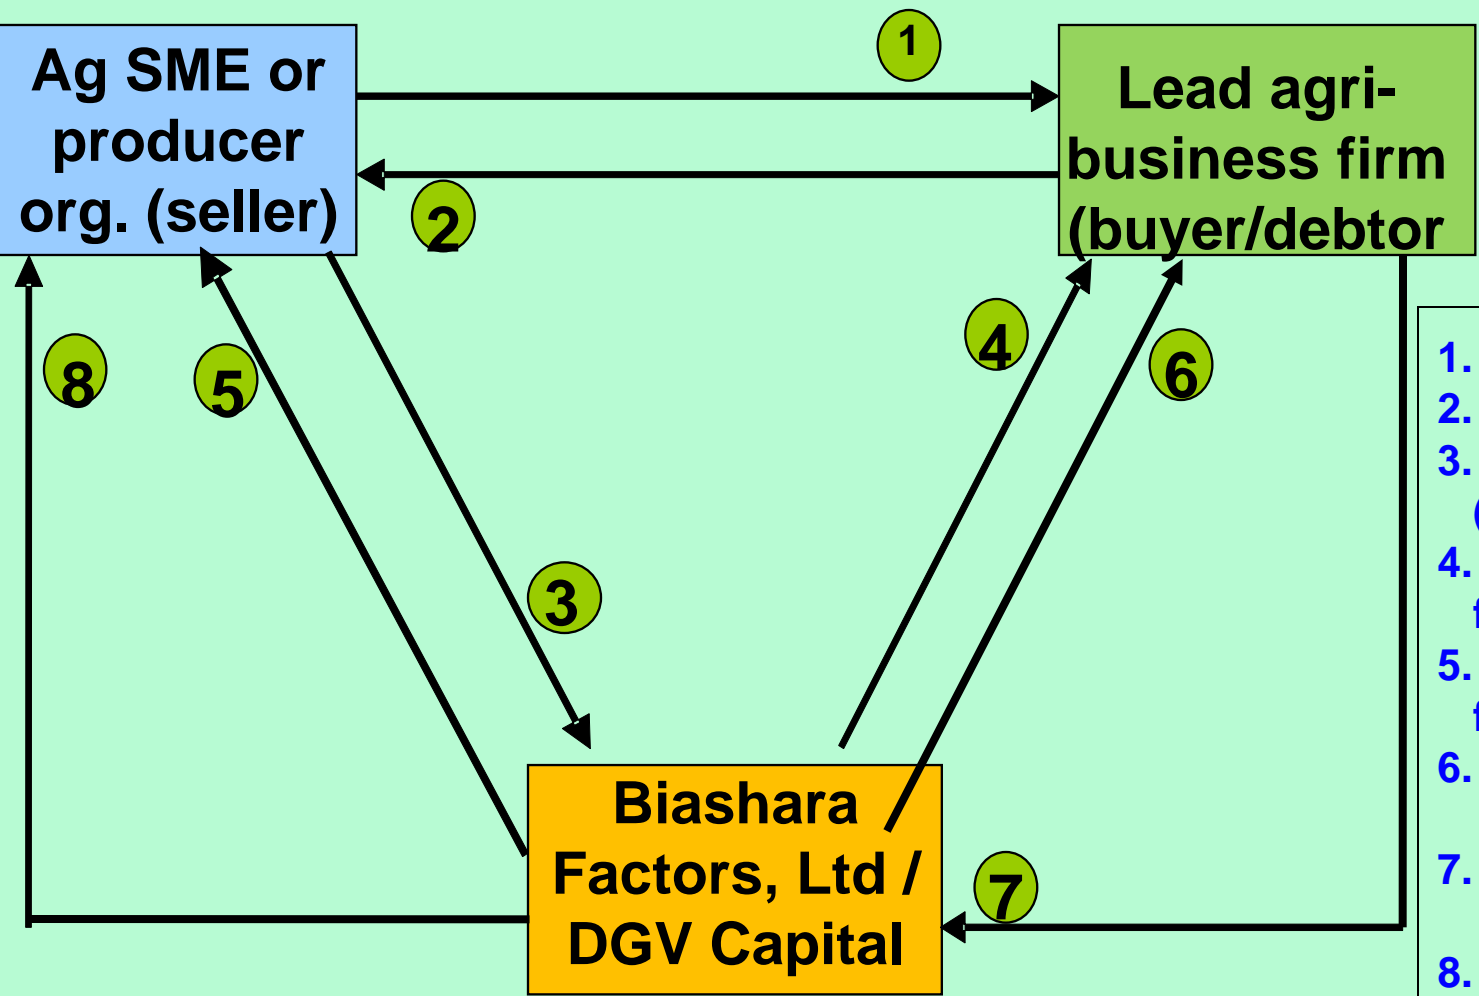 Ag SME or
producer
org. (seller)
1
Lead agri-
business firm
(buyer/debtor
2
4
6
8
5
3
7
Biashara
Factors, Ltd /
DGV Capital
1.
2.
3.
(
4.
f
5.
f
6.
7.
8.